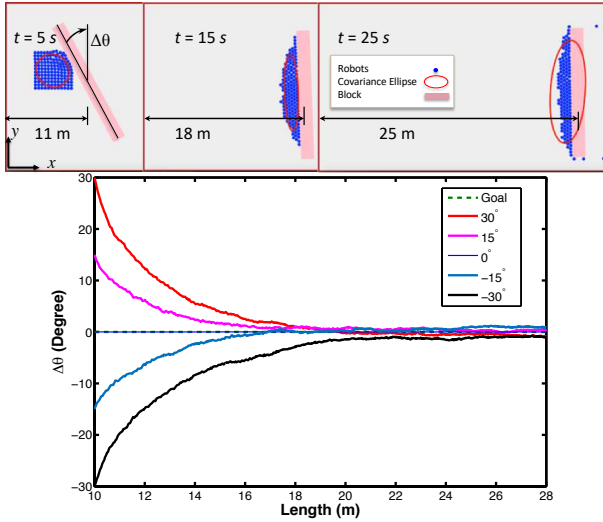 t = 5 s
Δθ
11 m
y
x
t = 15 s
18 m
t = 25 s
Robots
Covariance Ellipse
Block
25 m
Δθ (Degree)
30
20
10
0
−10
−20
−30
10 12 14 16 18 20 22 24 26 28
Length (m)
Goal
30°
15°
0°
−15°
−30°